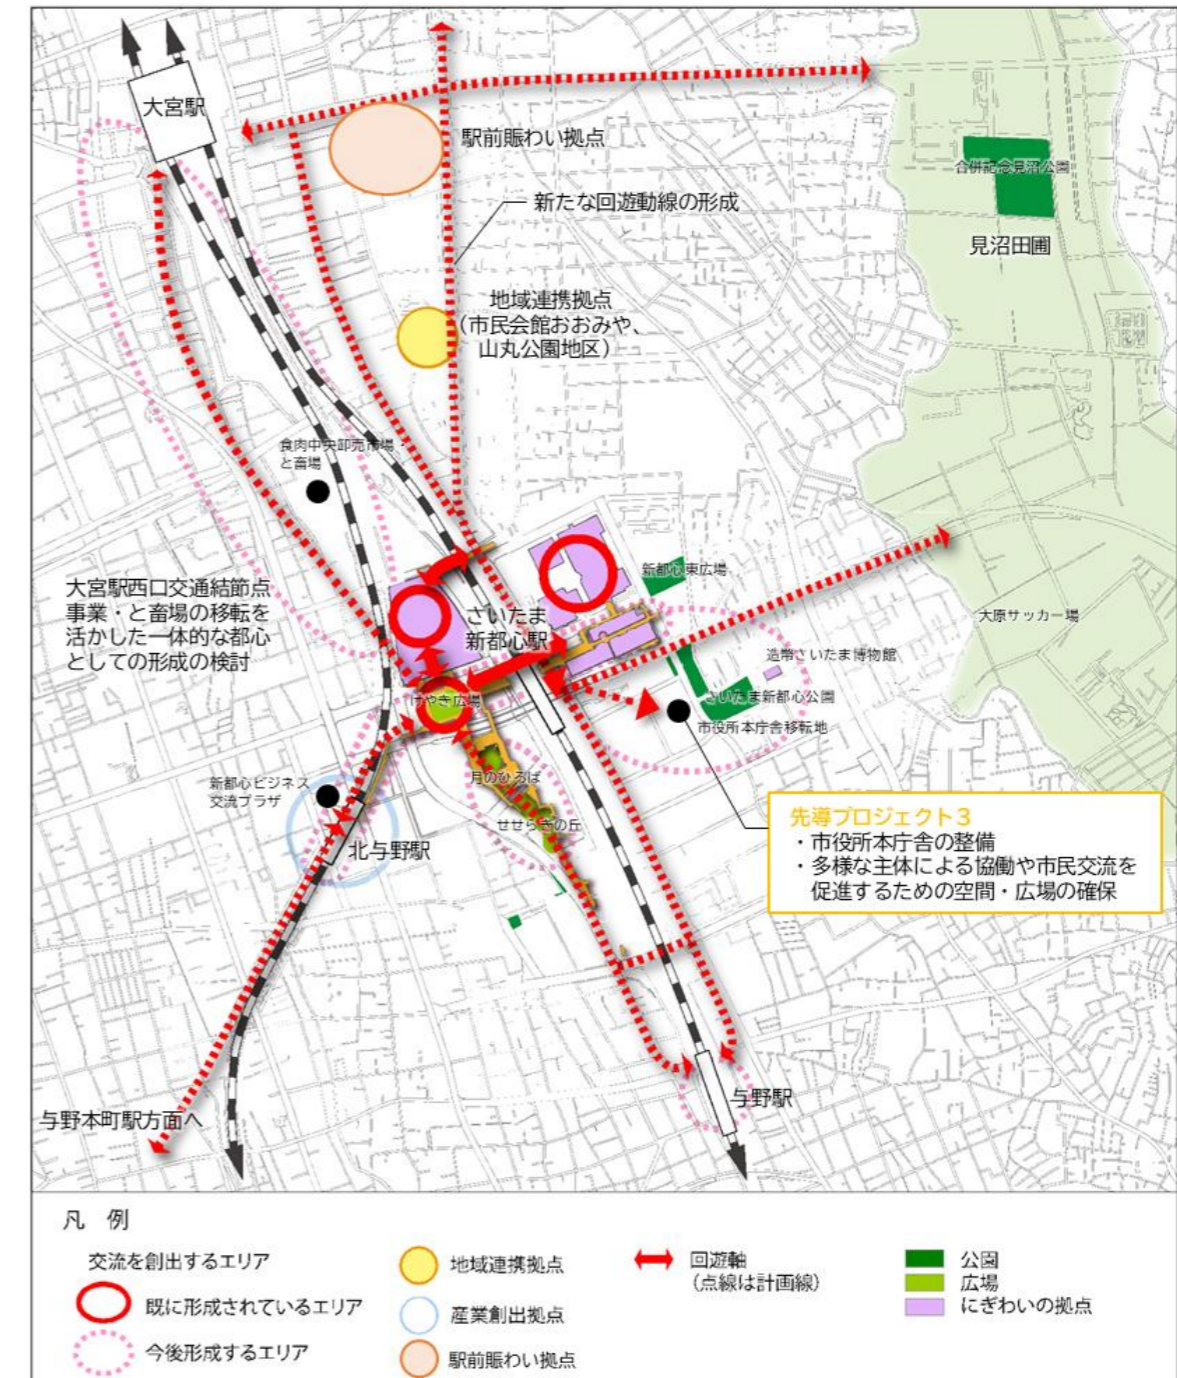 大宮駅
駅前賑わい拠点
新たな回遊動線の形成
合併記念見沼公園
見沼田圃
地域連携拠点
(市民会館おおみや、
山丸公園地区)
食肉中央卸売市場・
と畜場
大宮駅西口交通結節点
事業・と畜場の移転を
活かした一体的な都心
としての形成の検討
さいたま
新都心駅
新都心東広場
大原サッカー場
造幣さいたま博物館
さいたま新都心公園
市役所本庁舎移転地
けやき広場
月のひろば
せせらぎの丘
新都心ビジネス
交流プラザ
北与野駅
先導プロジェクト3
・市役所本庁舎の整備
・多様な主体による協働や市民交流を
促進するための空間・広場の確保
与野駅
与野本町駅方面へ
凡 例
交流を創出するエリア
既に形成されているエリア
今後形成するエリア
地域連携拠点
産業創出拠点
駅前賑わい拠点
回遊軸
(点線は計画線)
公園
広場
にぎわいの拠点